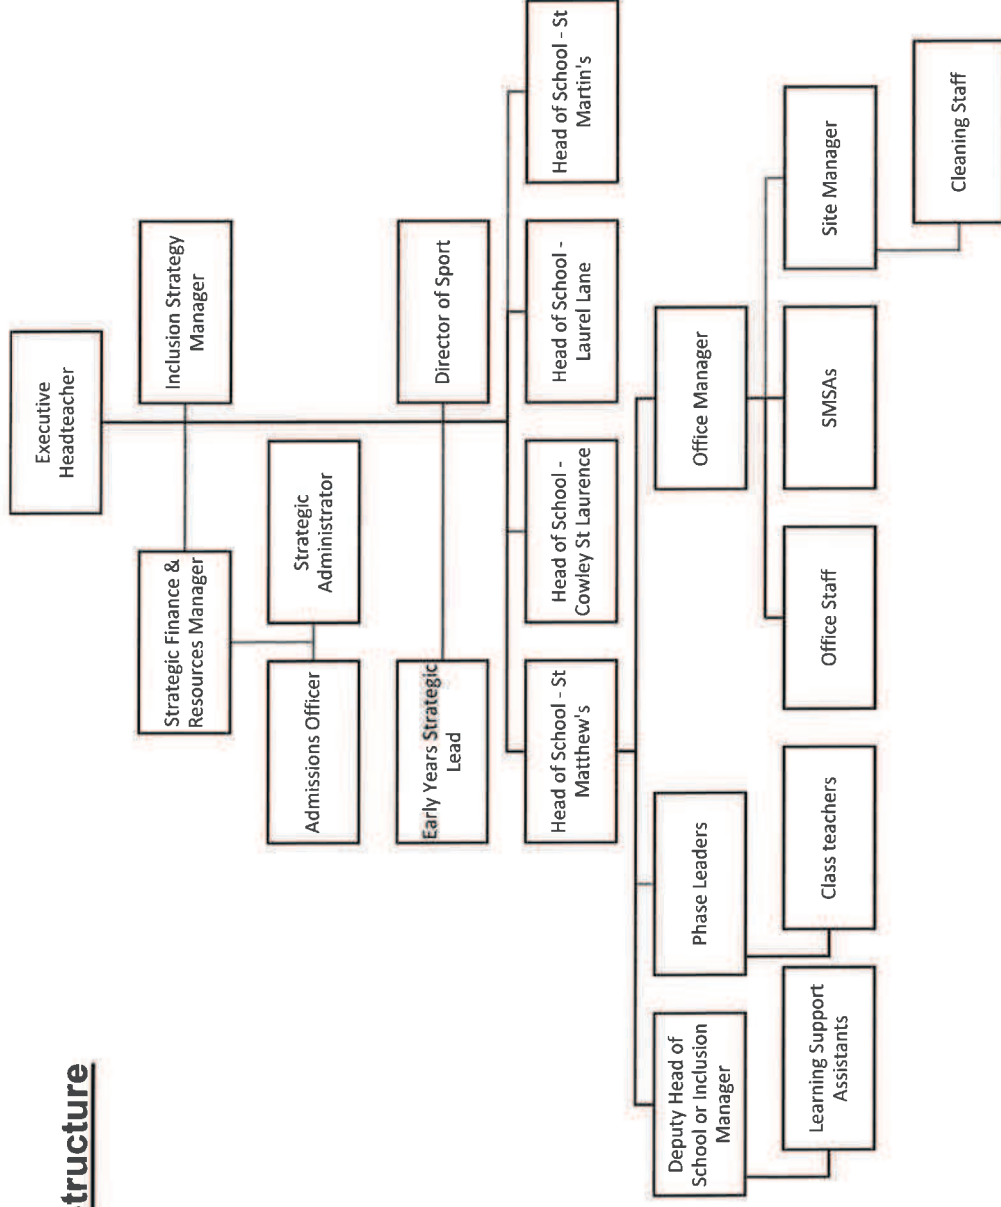 tructure
Executive
Headteacher
Strategic Finance &
Resources Manager
Inclusion Strategy
Manager
Admissions Officer
Strategic
Administrator
Early Years Strategic
Lead
Director of Sport
Head of School - St
Matthew's
Head of School -
Cowley St Laurence
Head of School -
Laurel Lane
Head of School - St
Martin's
Deputy Head of
School or Inclusion
Manager
Phase Leaders
Office Manager
Learning Support
Assistants
Class teachers
Office Staff
SMSAs
Site Manager
Cleaning Staff